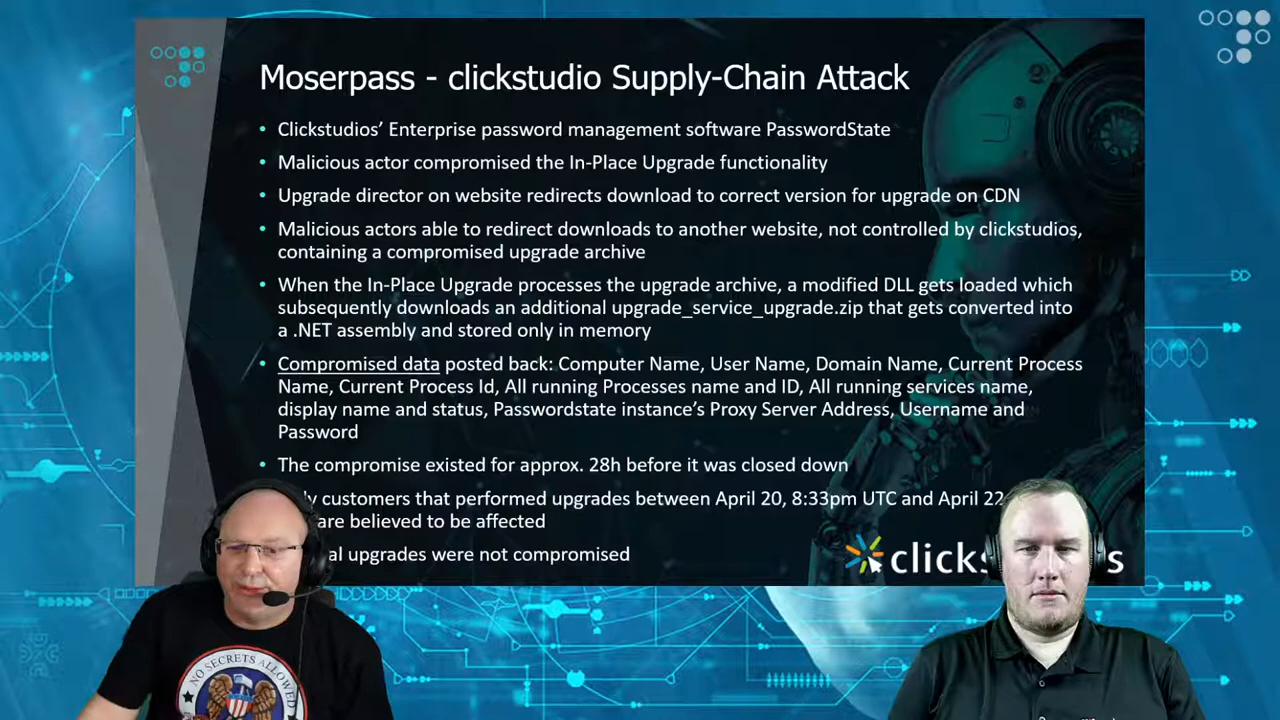 Moserpass - clickstudio Supply-Chain Attack
• Clickstudios' Enterprise password management software PasswordState
• Malicious actor compromised the In-Place Upgrade functionality
• Upgrade director on website redirects download to correct version for upgrade on CDN
• Malicious actors able to redirect downloads to another website, not controlled by clickstudios,
containing a compromised upgrade archive
• When the In-Place Upgrade processes the upgrade archive, a modified DLL gets loaded which
subsequently downloads an additional upgrade_service_upgrade.zip that gets converted into
a .NET assembly and stored only in memory
• Compromised data posted back: Computer Name, User Name, Domain Name, Current Process
Name, Current Process Id, All running Processes name and ID, All running services name,
display name and status, Passwordstate instance's Proxy Server Address, Username and
Password
• The compromise existed for approx. 28h before it was closed down
customers that performed upgrades between April 20, 8:33pm UTC and April 22
are believed to be affected
upgrades were not compromised
clicks
NO SECRETS ALLOWED